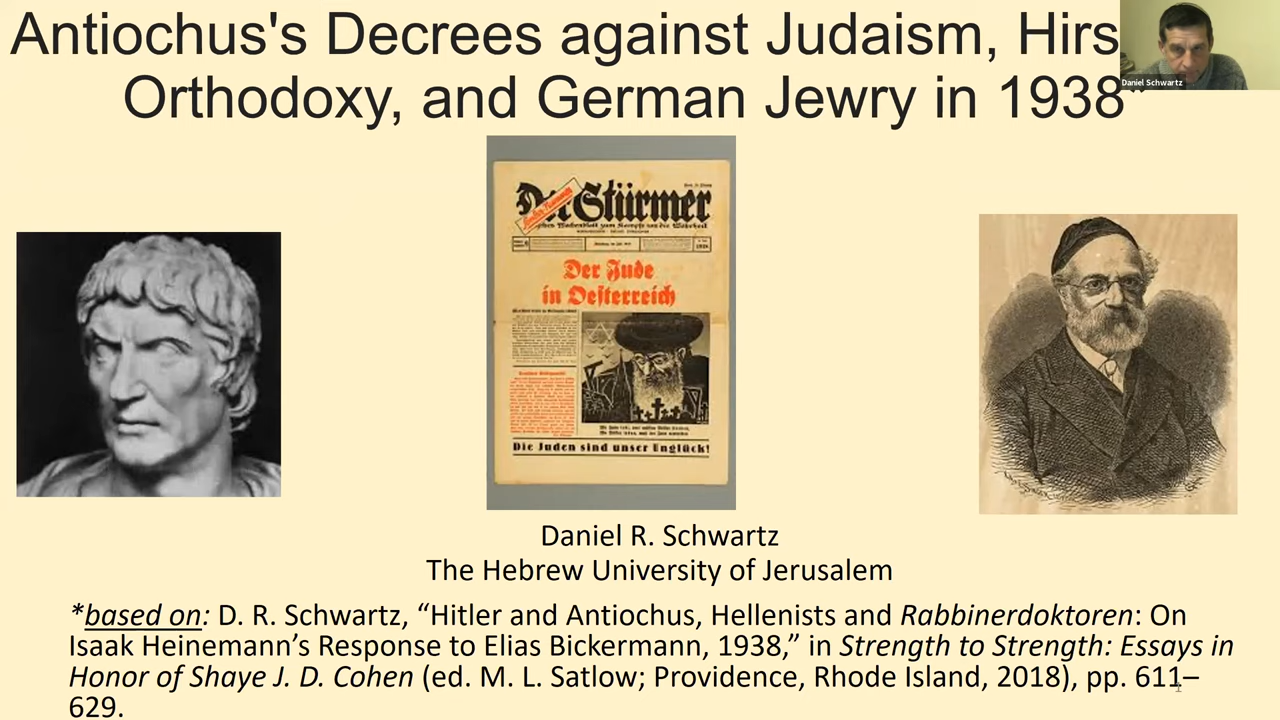 Antiochus's Decrees against Judaism, Hirs
Daniel Schwartz
Orthodoxy, and German Jewry in 1938*
Der Stürmer
Der Jude
in Oesterreich
Die Juden sind unser Unglück!
Daniel R. Schwartz
The Hebrew University of Jerusalem
*based on: D. R. Schwartz, “Hitler and Antiochus, Hellenists and Rabbinerdoktoren: On
Isaak Heinemann’s Response to Elias Bickermann, 1938,” in Strength to Strength: Essays in
Honor of Shaye J. D. Cohen (ed. M. L. Satlow; Providence, Rhode Island, 2018), pp. 611–
629.